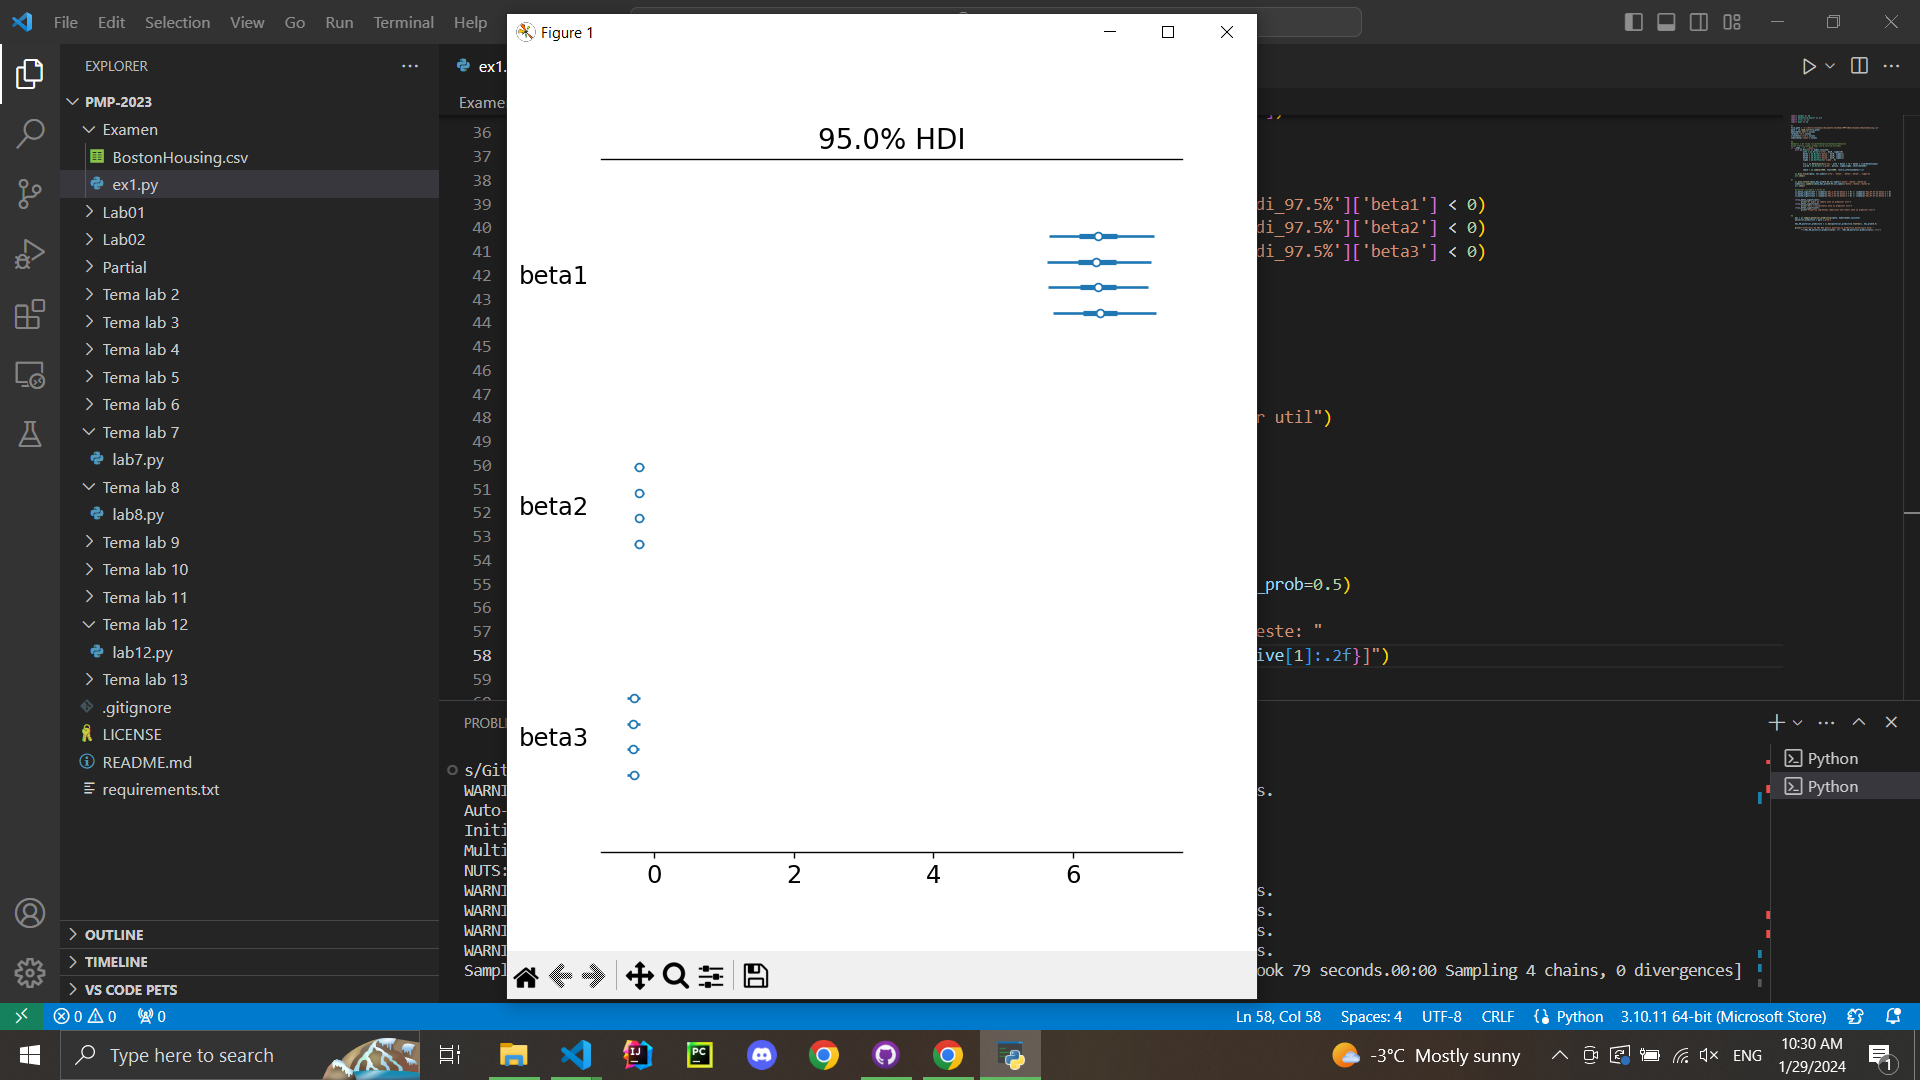 File Edit Selection View Go Run Terminal Help
Figure 1
EXPLORER
ex1.
PMP-2023
Examen
BostonHousing.csv
ex1.py
Lab01
Lab02
Partial
Tema lab 2
Tema lab 3
Tema lab 4
Tema lab 5
Tema lab 6
Tema lab 7
lab7.py
Tema lab 8
lab8.py
Tema lab 9
Tema lab 10
Tema lab 11
Tema lab 12
lab12.py
Tema lab 13
.gitignore
LICENSE
README.md
requirements.txt
OUTLINE
TIMELINE
VS CODE PETS
Exame
36
37
38
39
40
41
42
43
44
45
46
47
48
49
50
51
52
53
54
55
56
57
58
59
95.0% HDI
beta1
beta2
beta3
0 2 4 6
di_97.5%']['beta1'] < 0)
di_97.5%']['beta2'] < 0)
di_97.5%']['beta3'] < 0)
r util")
_prob=0.5)
este: "
ive[1]:.2f}]")
PROBL
s/Git
WARNI s.
Auto-
Initi
Multi
NUTS:
WARNI s.
WARNI s.
WARNI s.
WARNI s.
Sampl ook 79 seconds.00:00 Sampling 4 chains, 0 divergences]
Python
Python
0 0 0
Ln 58, Col 58 Spaces: 4 UTF-8 CRLF Python 3.10.11 64-bit (Microsoft Store)
Type here to search
-3°C Mostly sunny
ENG
10:30 AM
1/29/2024
1